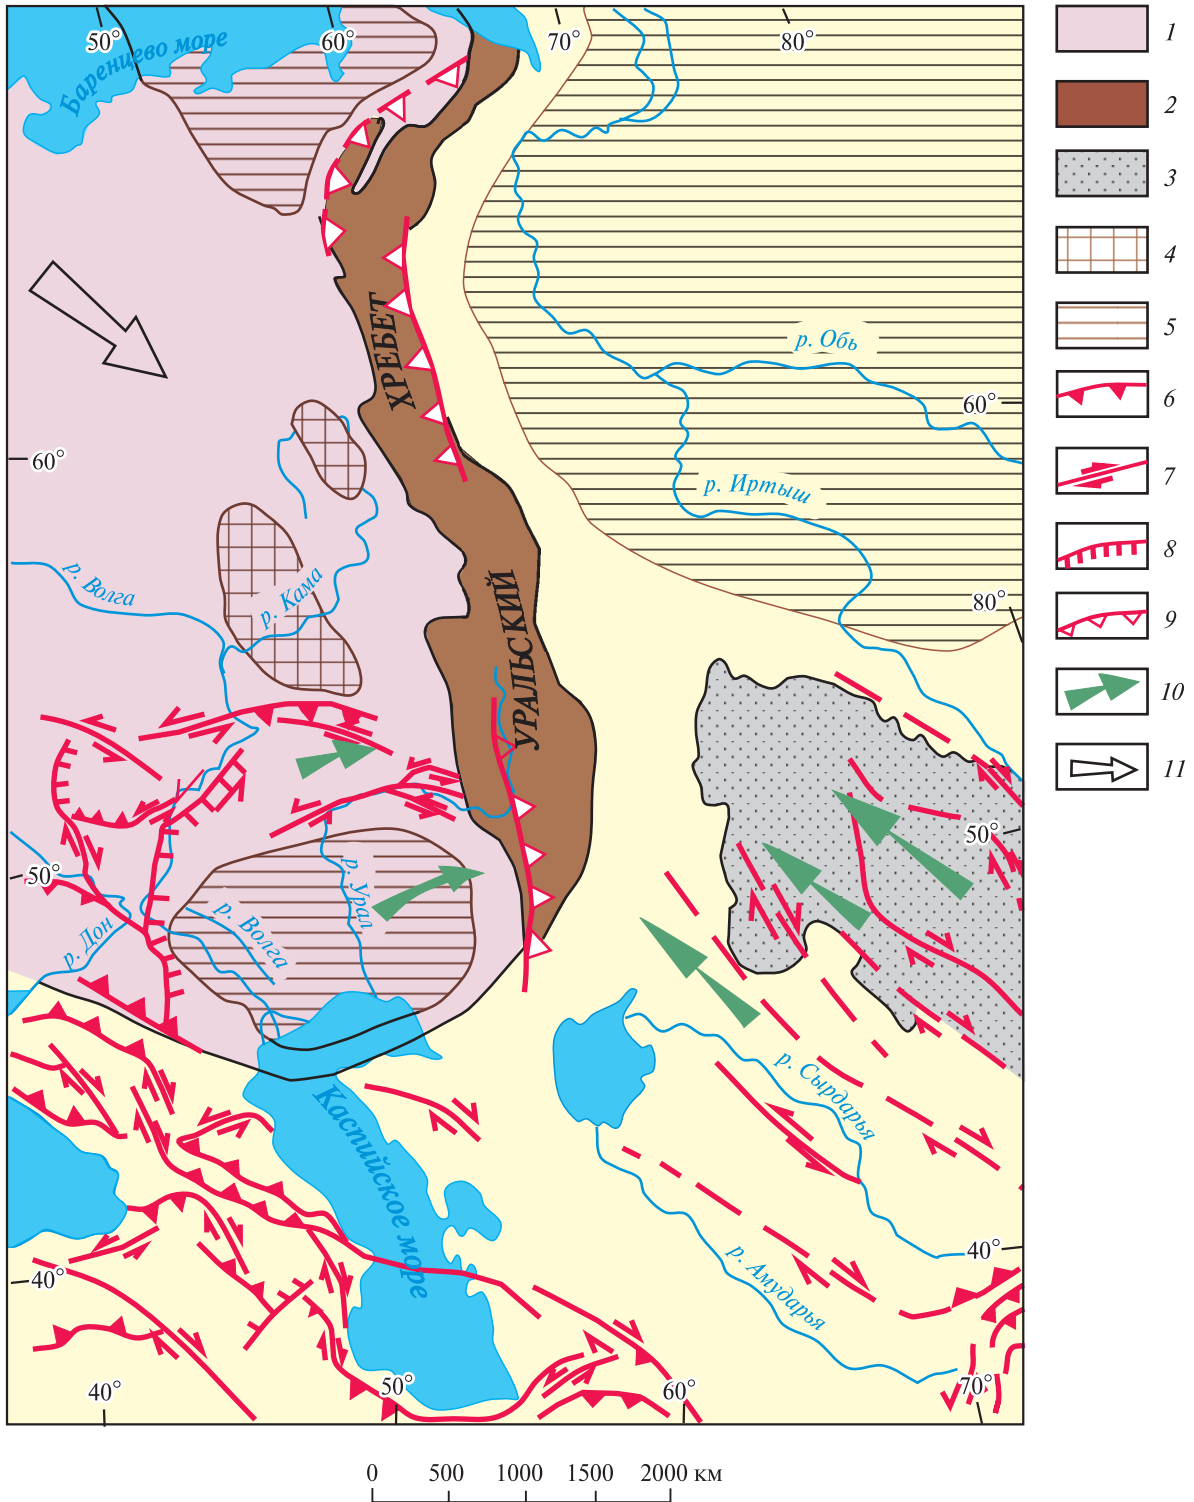 50°
60°
70°
80°
Баренцево море
1
2
3
4
5
6
7
8
9
10
11
ХРЕБЕТ
р. Обь
60°
60°
р. Иртыш
р. Волга
р. Кама
УРАЛЬСКИЙ
80°
50°
50°
р. Урал
р. Волга
р. Дон
р. Сырдарья
Каспийское море
40°
р. Амударья
40°
40°
50°
60°
70°
0 500 1000 1500 2000 км